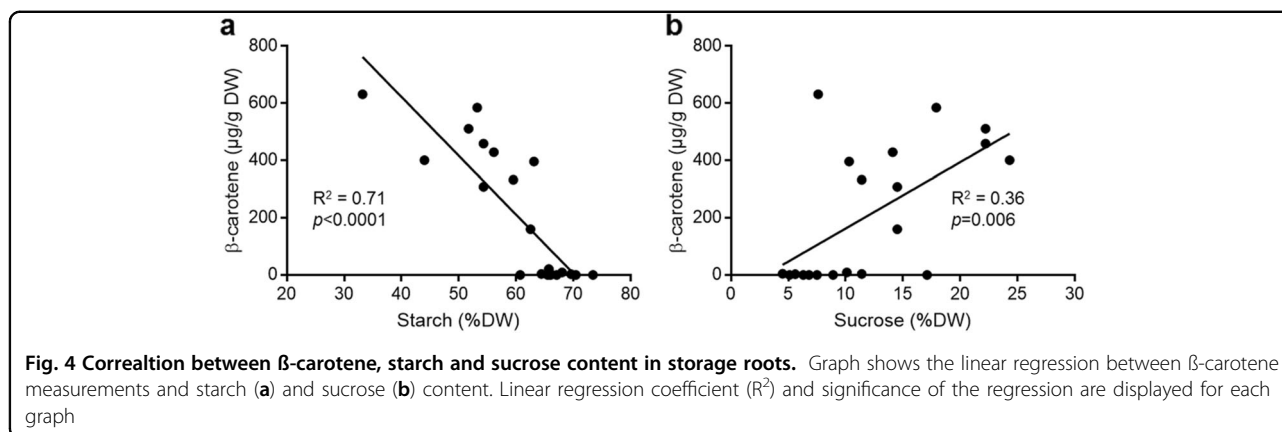 a
800
600
400
200
0
β-carotene (µg/g DW)
R² = 0.71
p<0.0001
20 30 40 50 60 70 80
Starch (%DW)
b
800
600
400
200
0
β-carotene (µg/g DW)
R² = 0.36
p=0.006
0 5 10 15 20 25 30
Sucrose (%DW)
Fig. 4 Correaltion between ß-carotene, starch and sucrose content in storage roots. Graph shows the linear regression between ß-carotene
measurements and starch (a) and sucrose (b) content. Linear regression coefficient (R²) and significance of the regression are displayed for each
graph